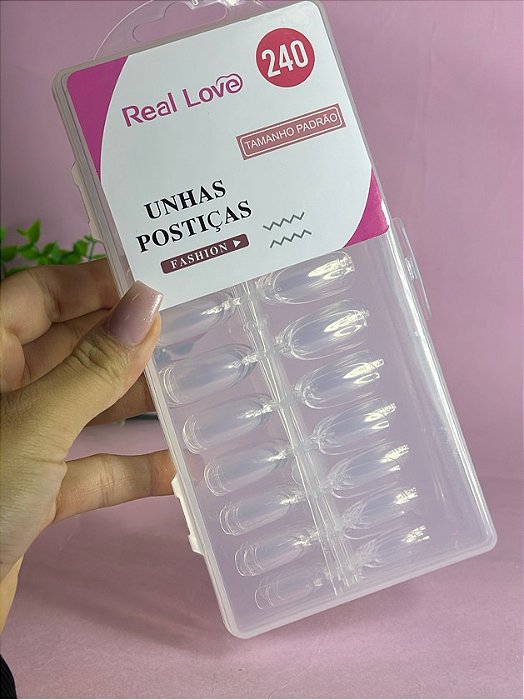 Real Love
240
TAMANHO PADRÃO
UNHAS
POSTIÇAS
FASHION